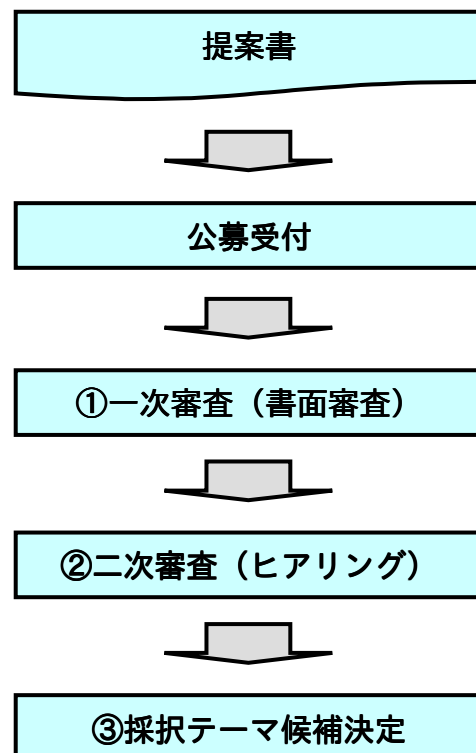 提案書
公募受付
①一次審査（書面審査）
②二次審査（ヒアリング）
③採択テーマ候補決定